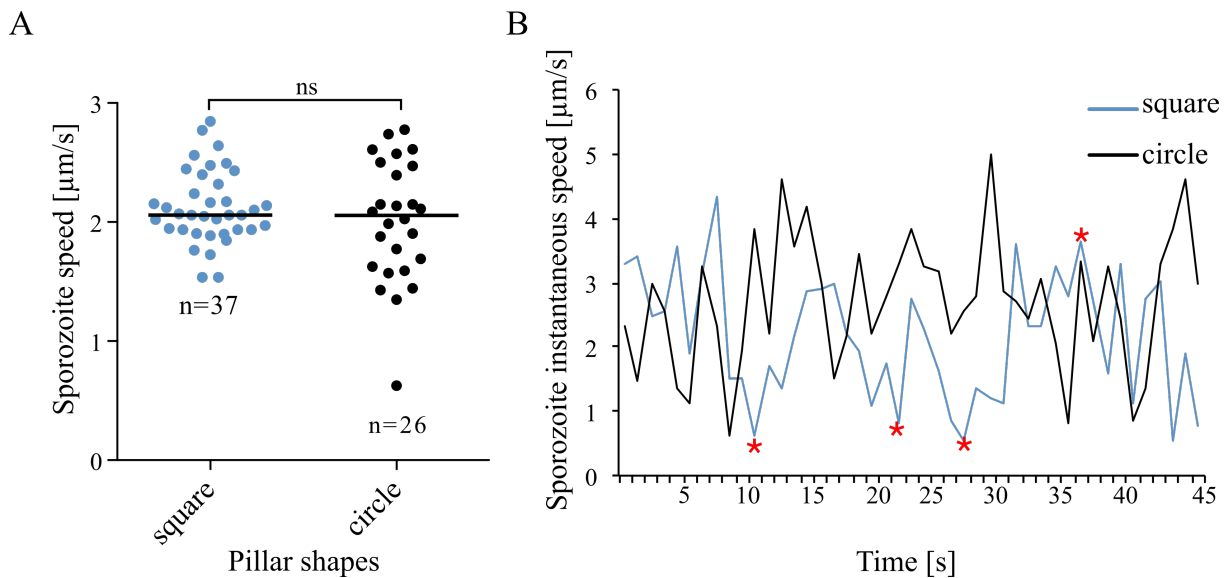 A
Sporozoite speed [µm/s]
3
2
1
0
ns
n=37
n=26
square
circle
Pillar shapes
B
Sporozoite instantaneous speed [µm/s]
6
5
4
3
2
1
0
square
circle
*
*
*
*
5 10 15 20 25 30 35 40 45
Time [s]